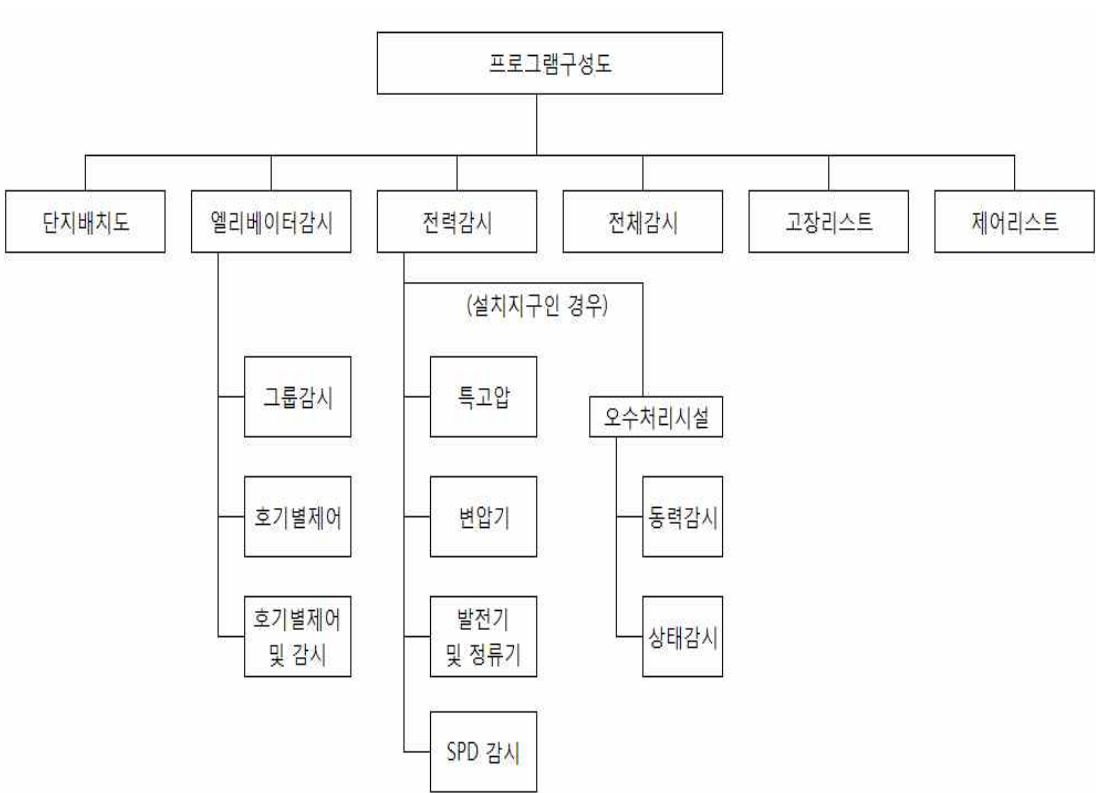 프로그램구성도
단지배치도
엘리베이터감시
전력감시
전체감시
고장리스트
제어리스트
(설치지구인 경우)
그룹감시
특고압
오수처리시설
호기별제어
변압기
동력감시
호기별제어
및 감시
발전기
및 정류기
상태감시
SPD 감시